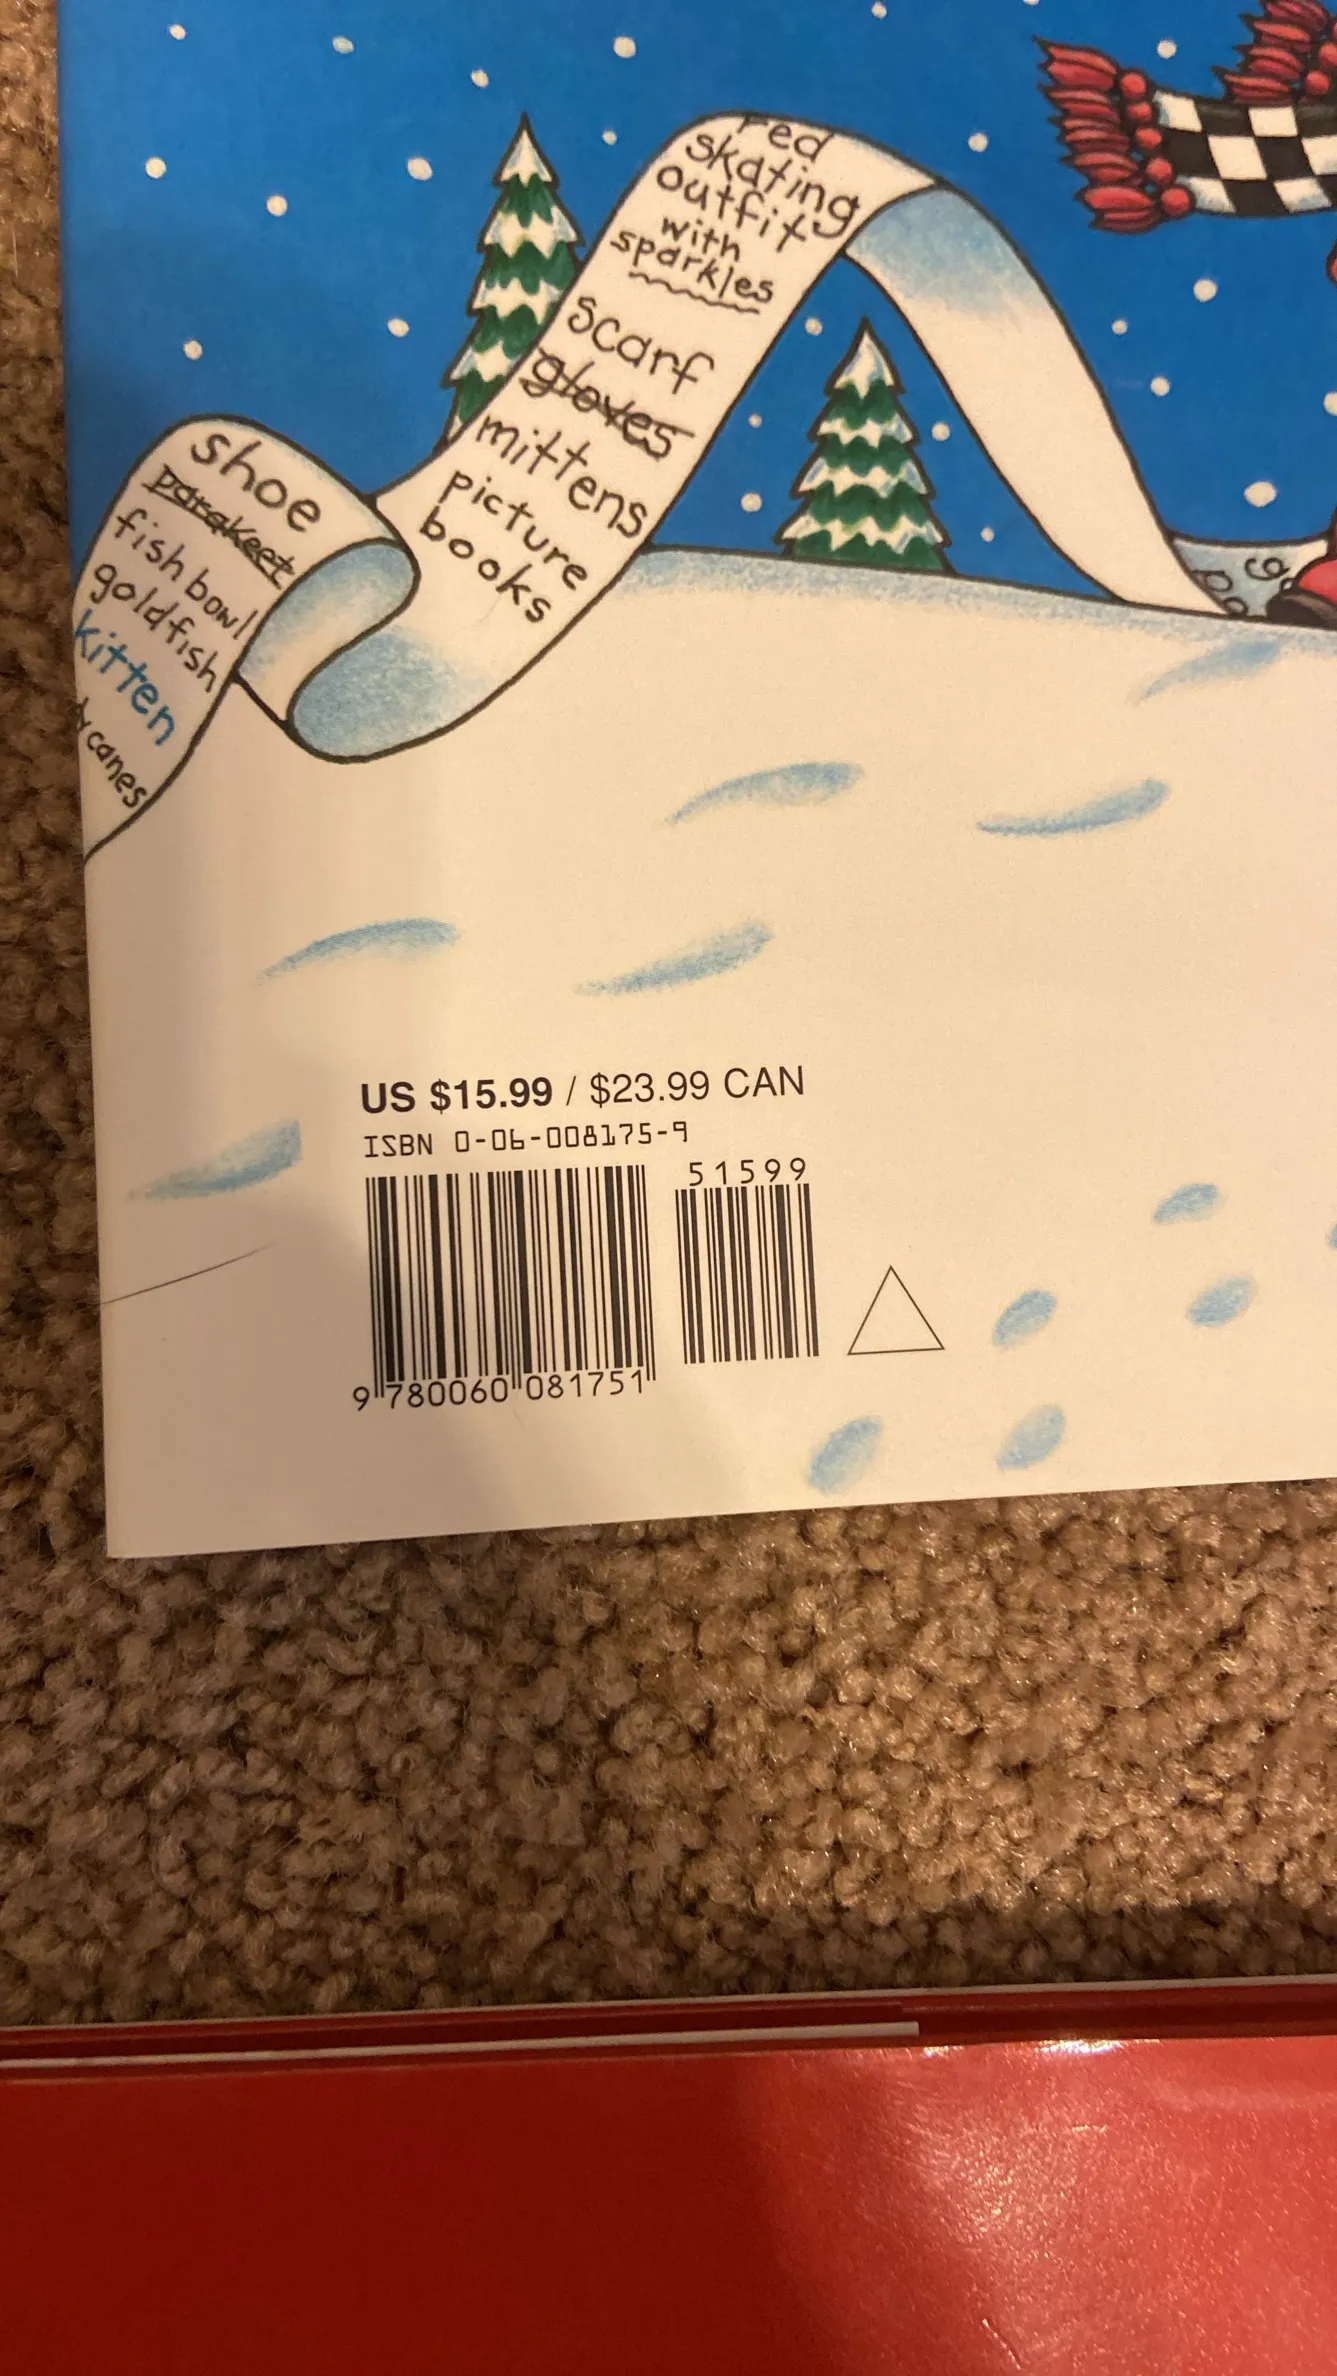 red
skating
outfit
with
sparkles
scarf
gloves
mittens
picture
books
shoe
parakeet
fish bowl
goldfish
kitten
canes
US $15.99 / $23.99 CAN
ISBN 0-06-008175-9
51599
9 780060 081751